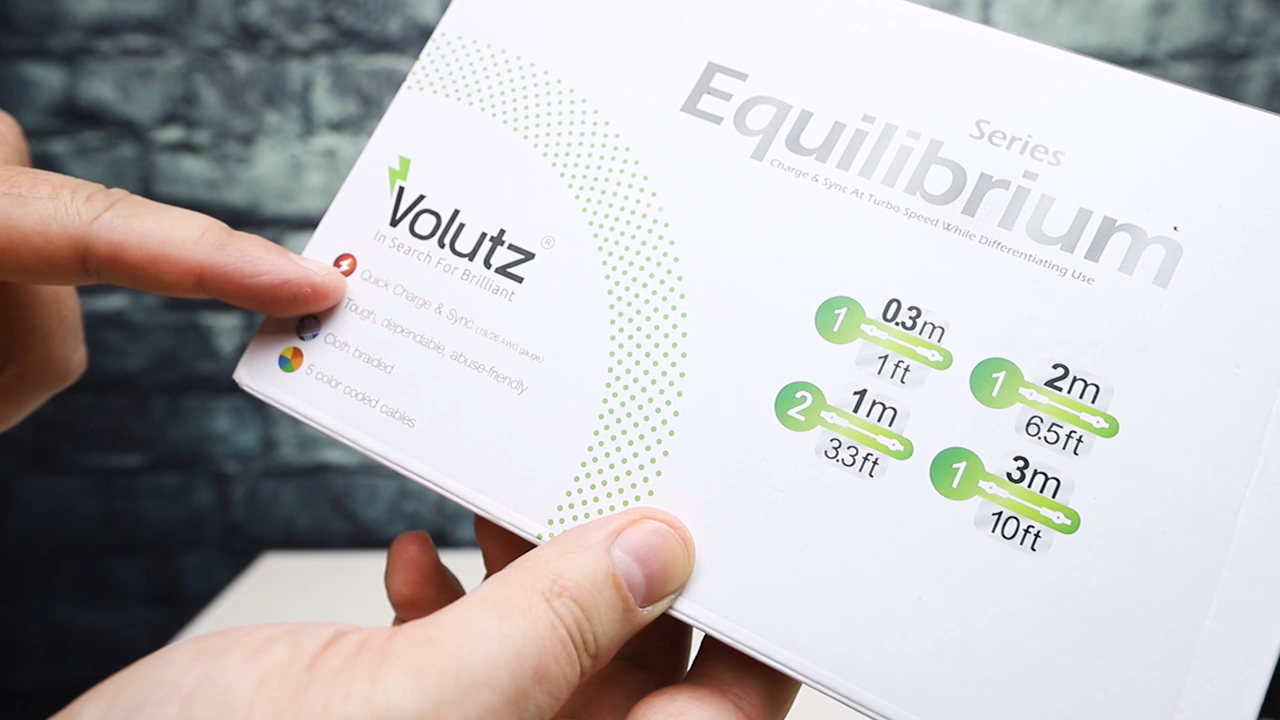 Volutz®
In Search For Brilliant
Quick Charge & Sync (19/26 AWG gauge)
Tough, dependable, abuse-friendly
Cloth braided
5 color coded cables
Series
Equilibrium
Charge & Sync At Turbo Speed While Differentiating Use
1 0.3m
1ft
1 2m
6.5ft
2 1m
3.3ft
1 3m
10ft